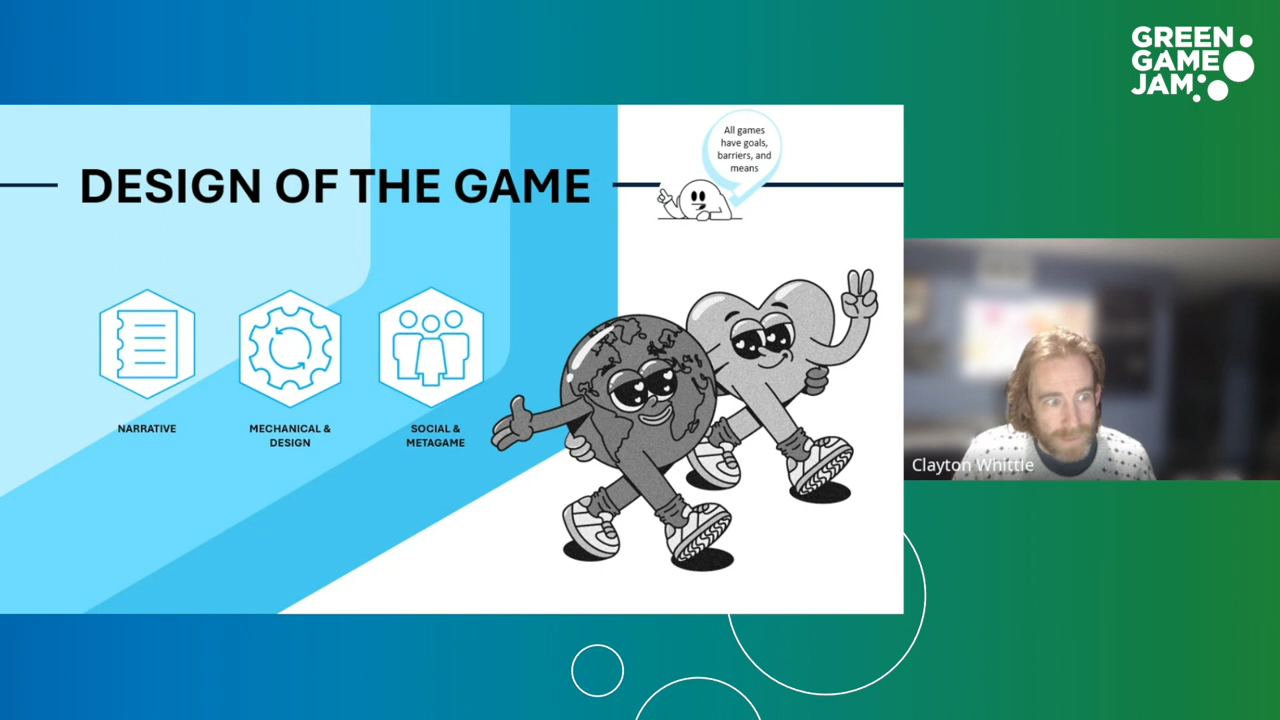 GREEN
GAME
JAM
All games
have goals,
barriers, and
means
DESIGN OF THE GAME
NARRATIVE
MECHANICAL &
DESIGN
SOCIAL &
METAGAME
Clayton Whittle